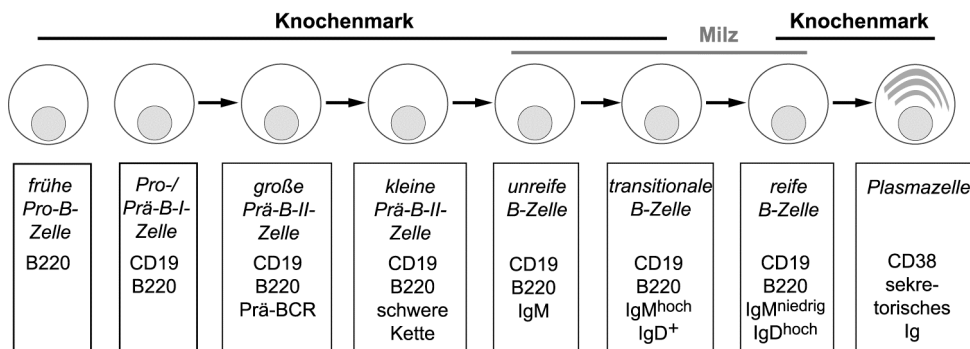 Knochenmark
Knochenmark
Milz
frühe
Pro-B-
Zelle
B220
Pro-/
Prä-B-I-
Zelle
CD19
B220
große
Prä-B-II-
Zelle
CD19
B220
Prä-BCR
kleine
Prä-B-II-
Zelle
CD19
B220
schwere
Kette
unreife
B-Zelle
CD19
B220
IgM
transitionale
B-Zelle
CD19
B220
IgMhoch
IgD+
reife
B-Zelle
CD19
B220
IgMniedrig
IgDhoch
Plasmazelle
CD38
sekre-
torisches
Ig